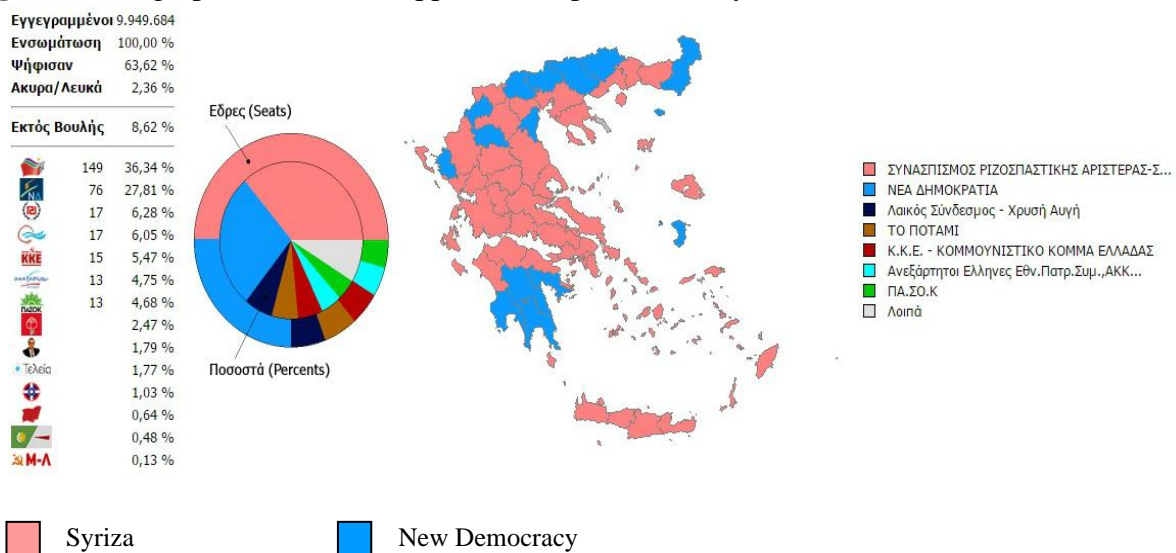 Εγγεγραμμένοι 9.949.684
Ενσωμάτωση 100,00 %
Ψήφισαν 63,62 %
Ακυρα/Λευκά 2,36 %
Εκτός Βουλής 8,62 %
149 36,34 %
ΝΔ 76 27,81 %
17 6,28 %
17 6,05 %
ΚΚΕ 15 5,47 %
13 4,75 %
ΠΑΣΟΚ 13 4,68 %
2,47 %
1,79 %
Τελεία 1,77 %
1,03 %
0,64 %
0,48 %
Μ-Λ 0,13 %
Εδρες (Seats)
Ποσοστά (Percents)
ΣΥΝΑΣΠΙΣΜΟΣ ΡΙΖΟΣΠΑΣΤΙΚΗΣ ΑΡΙΣΤΕΡΑΣ-Σ...
ΝΕΑ ΔΗΜΟΚΡΑΤΙΑ
Λαικός Σύνδεσμος - Χρυσή Αυγή
ΤΟ ΠΟΤΑΜΙ
Κ.Κ.Ε. - ΚΟΜΜΟΥΝΙΣΤΙΚΟ ΚΟΜΜΑ ΕΛΛΑΔΑΣ
Ανεξάρτητοι Ελληνες Εθν.Πατρ.Συμ.,ΑΚΚ...
ΠΑ.ΣΟ.Κ
Λοιπά
Syriza
New Democracy